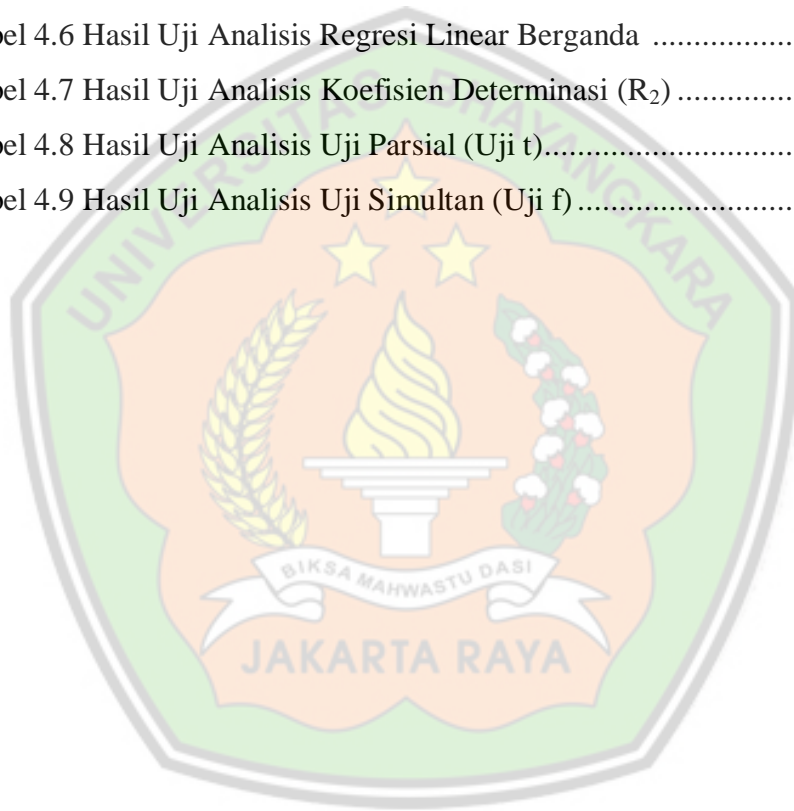 bel 4.6 Hasil Uji Analisis Regresi Linear Berganda .................
bel 4.7 Hasil Uji Analisis Koefisien Determinasi (R₂) ..............
bel 4.8 Hasil Uji Analisis Uji Parsial (Uji t)..............................
bel 4.9 Hasil Uji Analisis Uji Simultan (Uji f) ..........................
UNIVERSITAS BHAYANGKARA
BIKSA MAHWASTU DASI
JAKARTA RAYA